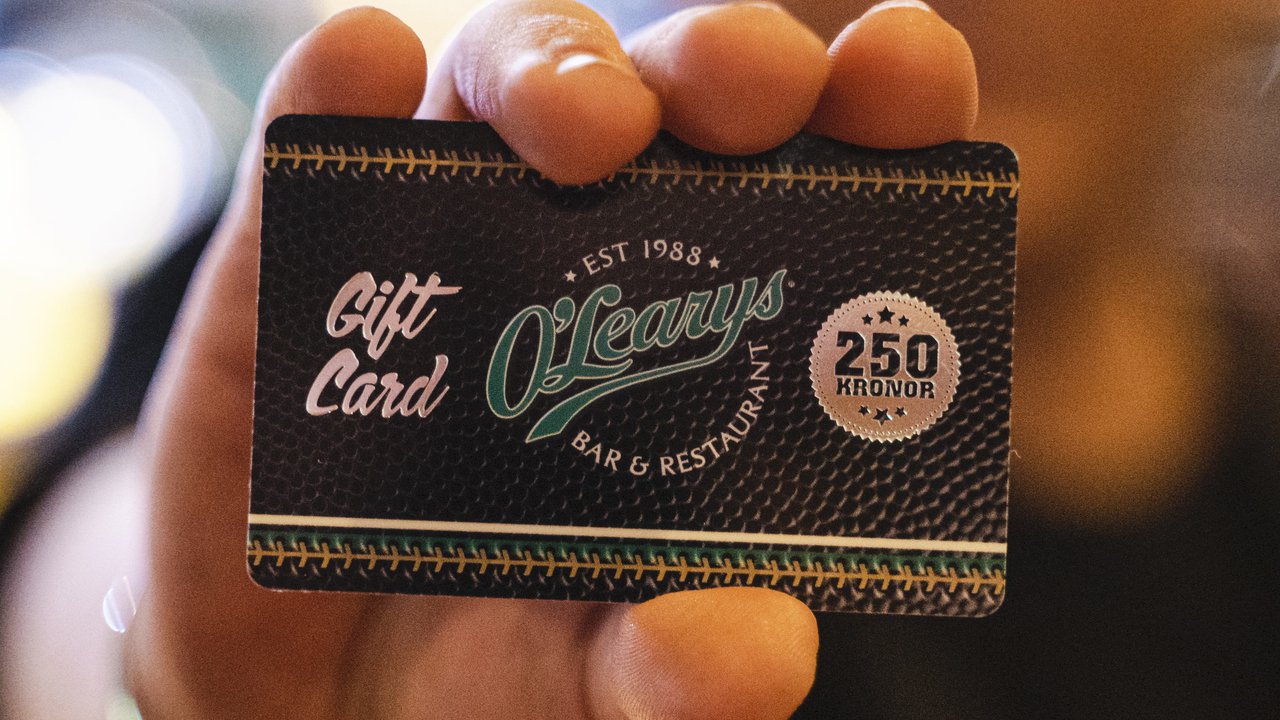 Gift
Card
EST 1988
O'Learys
BAR & RESTAURANT
250
KRONOR